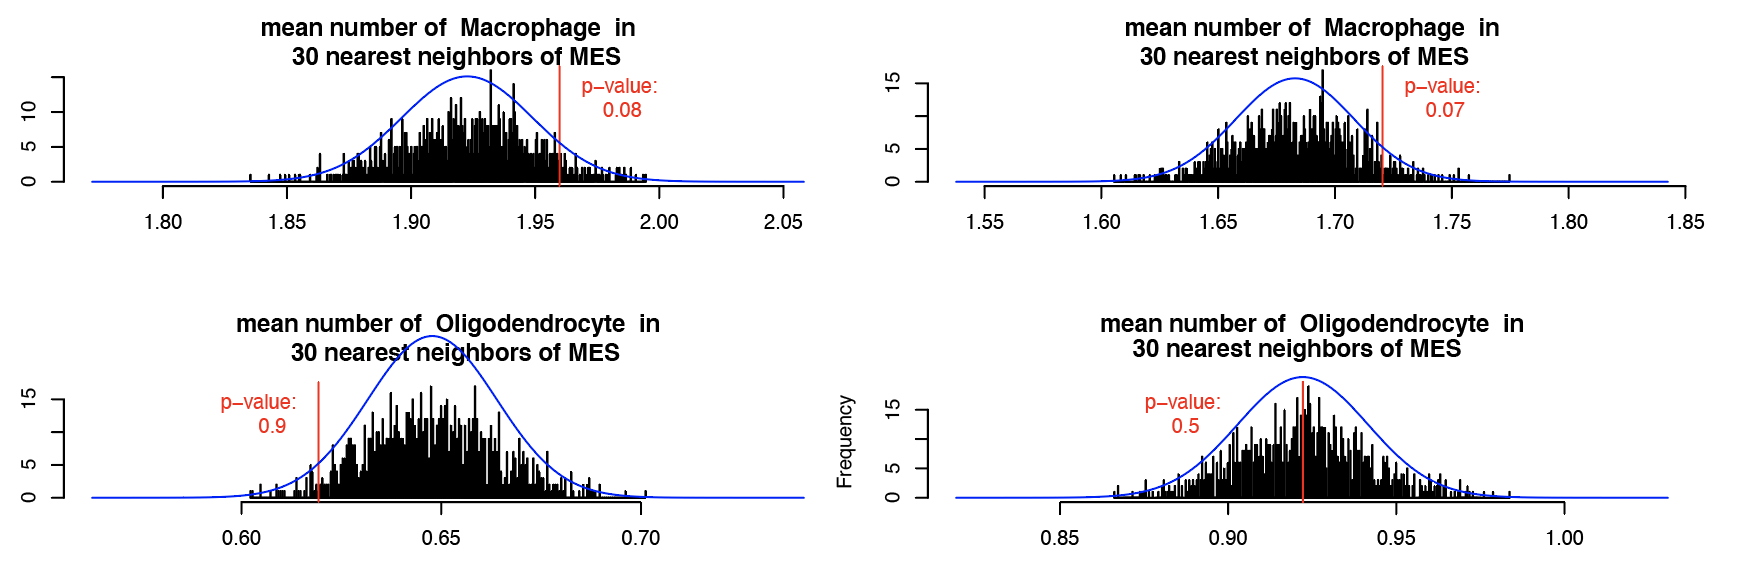 mean number of  Macrophage  in
30 nearest neighbors of MES
p−value:
0.08
0 5 10
1.80 1.85 1.90 1.95 2.00 2.05
mean number of  Macrophage  in
30 nearest neighbors of MES
p−value:
0.07
0 5 15
1.55 1.60 1.65 1.70 1.75 1.80 1.85
mean number of  Oligodendrocyte  in
30 nearest neighbors of MES
p−value:
0.9
0 5 15
0.60 0.65 0.70
mean number of  Oligodendrocyte  in
30 nearest neighbors of MES
p−value:
0.5
Frequency
0 5 15
0.85 0.90 0.95 1.00